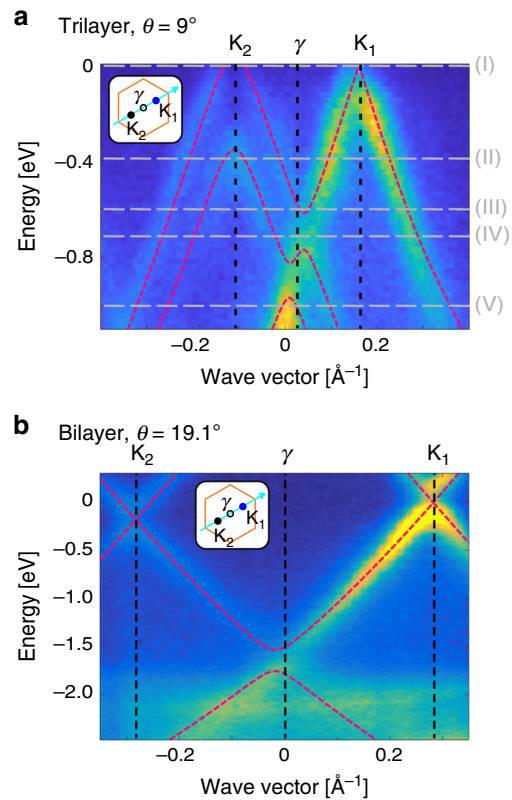 a Trilayer, θ = 9°
K₂ γ K₁
0 (I)
γ
K₁
K₂
−0.4 (II)
(III)
(IV)
−0.8
(V)
Energy [eV]
−0.2 0 0.2
Wave vector [Å⁻¹]
b Bilayer, θ = 19.1°
K₂ γ K₁
γ
K₁
K₂
0
−0.5
−1.0
−1.5
−2.0
Energy [eV]
−0.2 0 0.2
Wave vector [Å⁻¹]